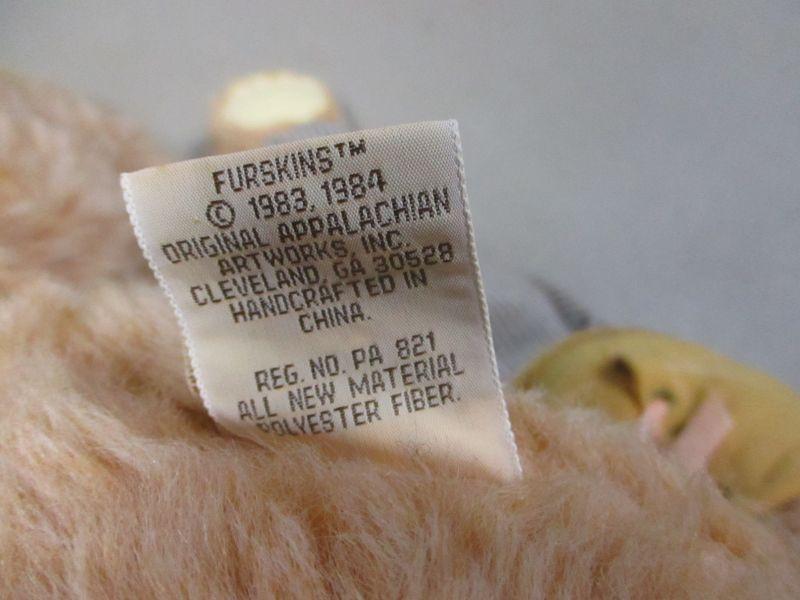 FURSKINS™
© 1983, 1984
ORIGINAL APPALACHIAN
ARTWORKS, INC.
CLEVELAND, GA 30528
HANDCRAFTED IN
CHINA.
REG. NO. PA 821
ALL NEW MATERIAL
POLYESTER FIBER.